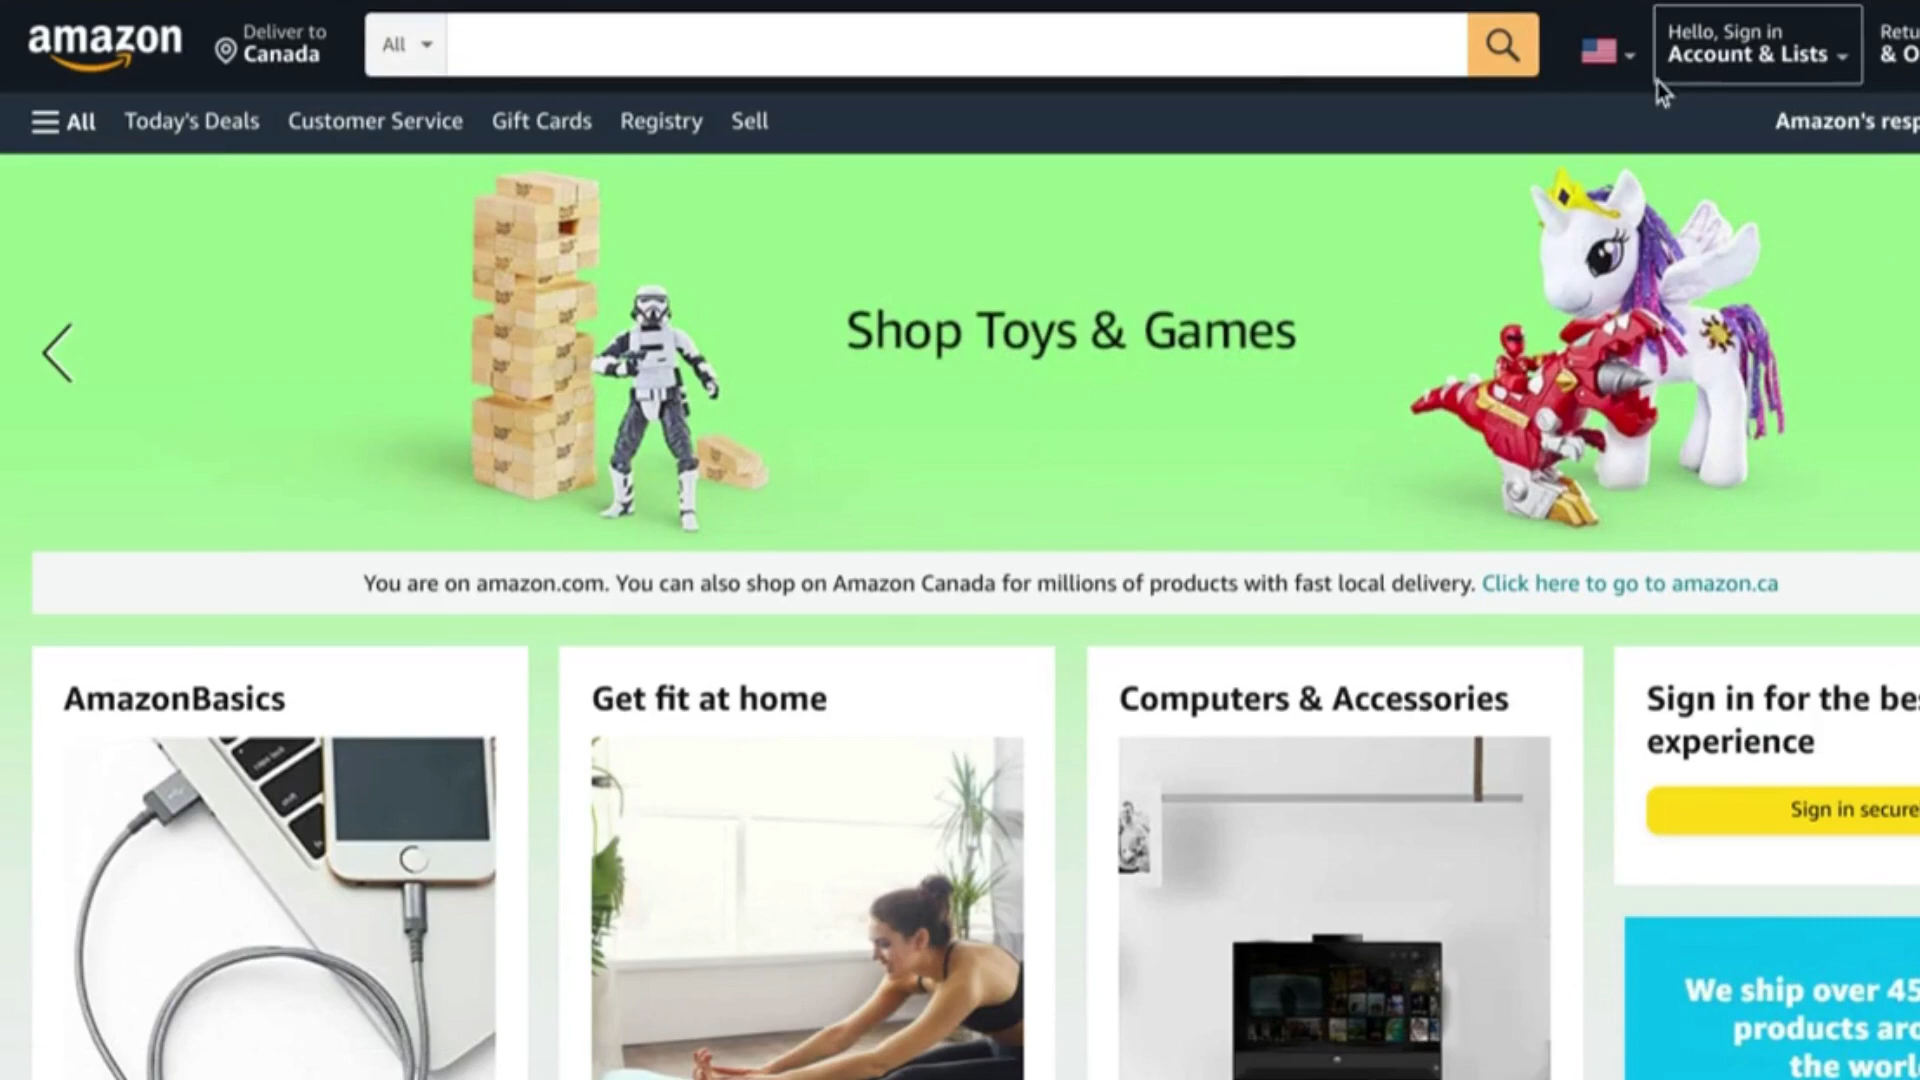 amazon
Deliver to
Canada
All
Hello, Sign in
Account & Lists
Retu
& O
All
Today's Deals
Customer Service
Gift Cards
Registry
Sell
Amazon's resp
Shop Toys & Games
You are on amazon.com. You can also shop on Amazon Canada for millions of products with fast local delivery. Click here to go to amazon.ca
AmazonBasics
Get fit at home
Computers & Accessories
Sign in for the bes
experience
Sign in secure
We ship over 45
products aro
the worl